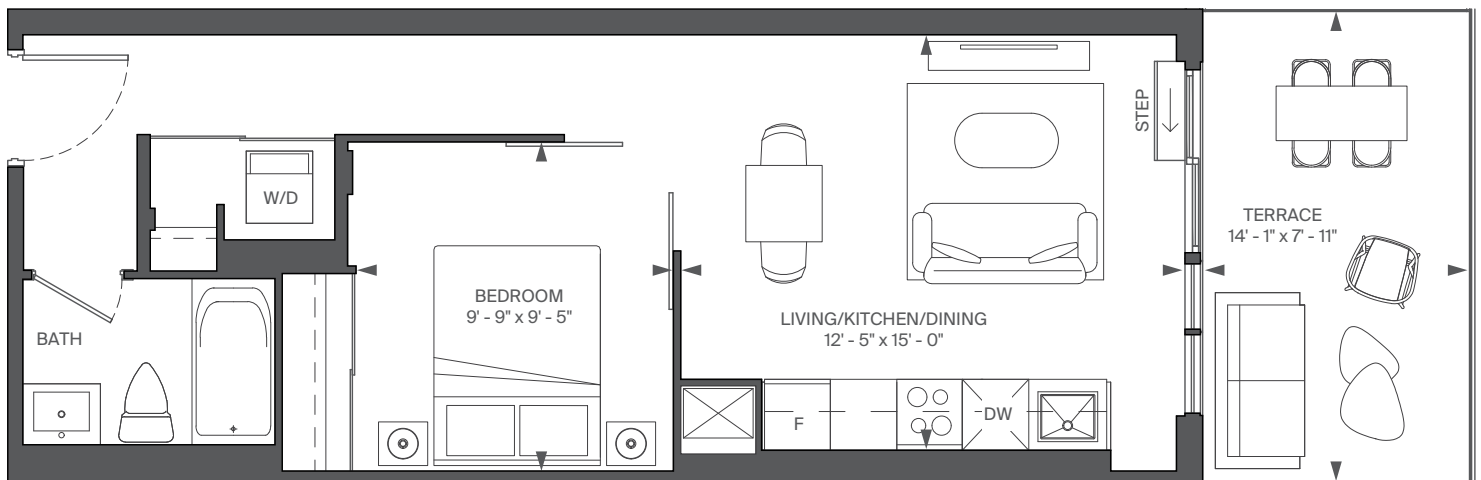 W/D
STEP
TERRACE
14' - 1" x 7' - 11"
BEDROOM
9' - 9" x 9' - 5"
BATH
LIVING/KITCHEN/DINING
12' - 5" x 15' - 0"
F
DW